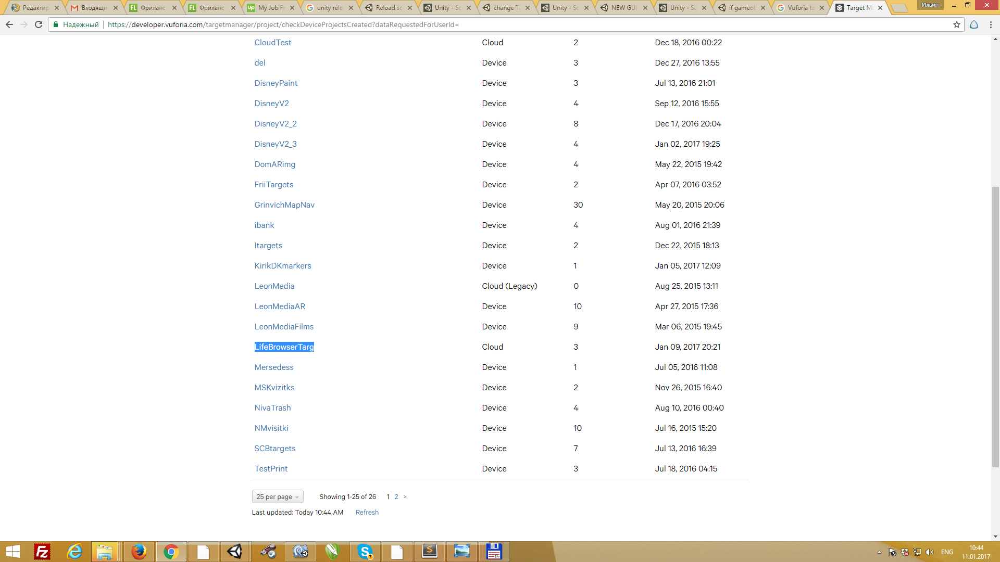 Редактир
Входящи
Фриланс
Фриланс
My Job Fe
unity relo
Reload sc
Unity - Sc
change T
Unity - Sc
NEW GUI
Unity - Sc
if gameob
Vuforia ta
Target Ma
Ильин
Надежный https://developer.vuforia.com/targetmanager/project/checkDeviceProjectsCreated?dataRequestedForUserId=
CloudTest Cloud 2 Dec 18, 2016 00:22
del Device 3 Dec 27, 2016 13:55
DisneyPaint Device 3 Jul 13, 2016 21:01
DisneyV2 Device 4 Sep 12, 2016 15:55
DisneyV2_2 Device 8 Dec 17, 2016 20:04
DisneyV2_3 Device 4 Jan 02, 2017 19:25
DomARimg Device 4 May 22, 2015 19:42
FriiTargets Device 2 Apr 07, 2016 03:52
GrinvichMapNav Device 30 May 20, 2015 20:06
ibank Device 4 Aug 01, 2016 21:39
Itargets Device 2 Dec 22, 2015 18:13
KirikDKmarkers Device 1 Jan 05, 2017 12:09
LeonMedia Cloud (Legacy) 0 Aug 25, 2015 13:11
LeonMediaAR Device 10 Apr 27, 2015 17:36
LeonMediaFilms Device 9 Mar 06, 2015 19:45
LifeBrowserTarg Cloud 3 Jan 09, 2017 20:21
Mersedess Device 1 Jul 05, 2016 11:08
MSKvizitks Device 2 Nov 26, 2015 16:40
NivaTrash Device 4 Aug 10, 2016 00:40
NMvisitki Device 10 Jul 16, 2015 15:20
SCBtargets Device 7 Jul 13, 2016 16:39
TestPrint Device 3 Jul 18, 2016 04:15
25 per page Showing 1-25 of 26 1 2 >
Last updated: Today 10:44 AM Refresh
ENG
10:44
11.01.2017